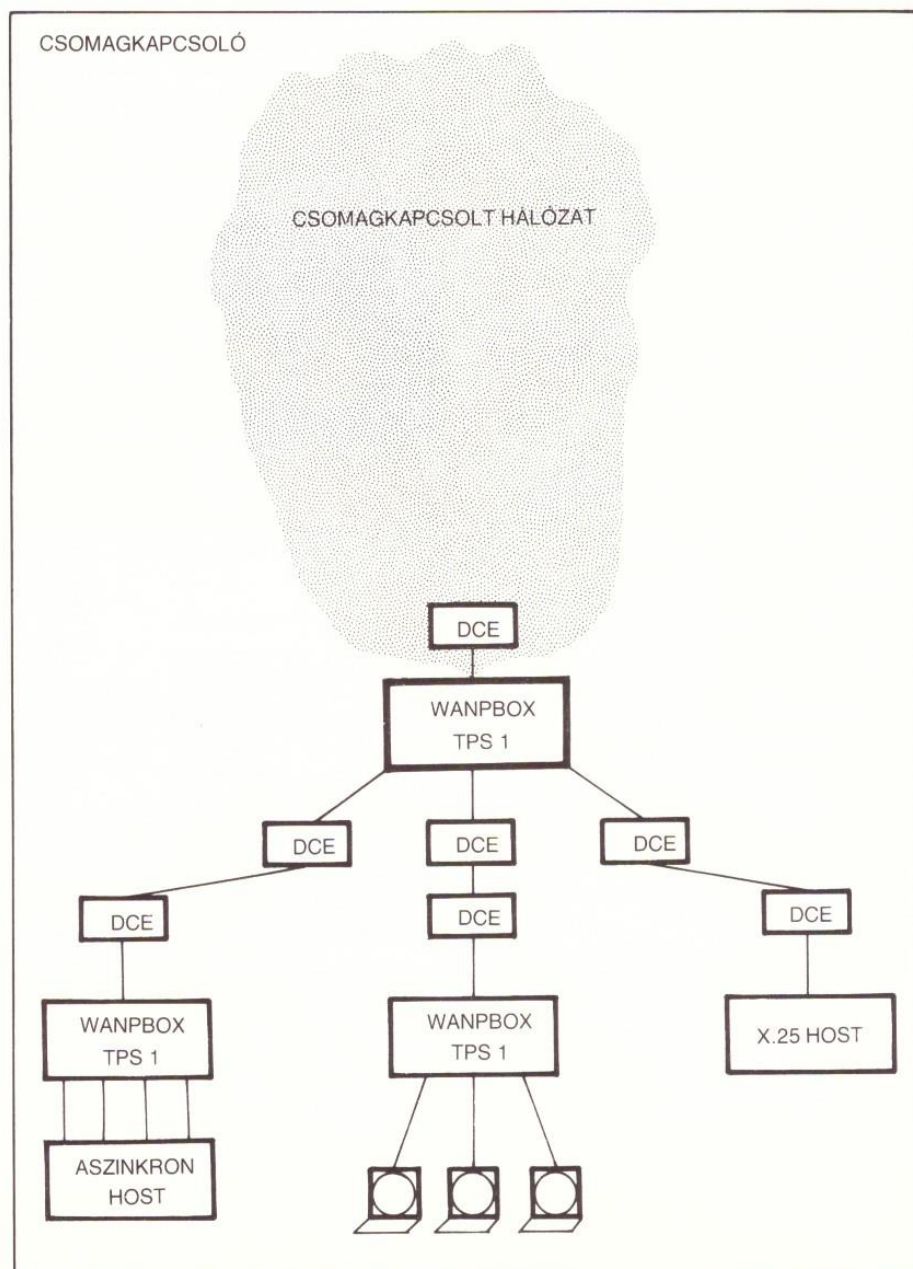 CSOMAGKAPCSOLÓ
CSOMAGKAPCSOLT HÁLÓZAT
DCE
WANPBOX
TPS 1
DCE
DCE
DCE
DCE
DCE
DCE
WANPBOX
TPS 1
WANPBOX
TPS 1
X.25 HOST
ASZINKRON
HOST